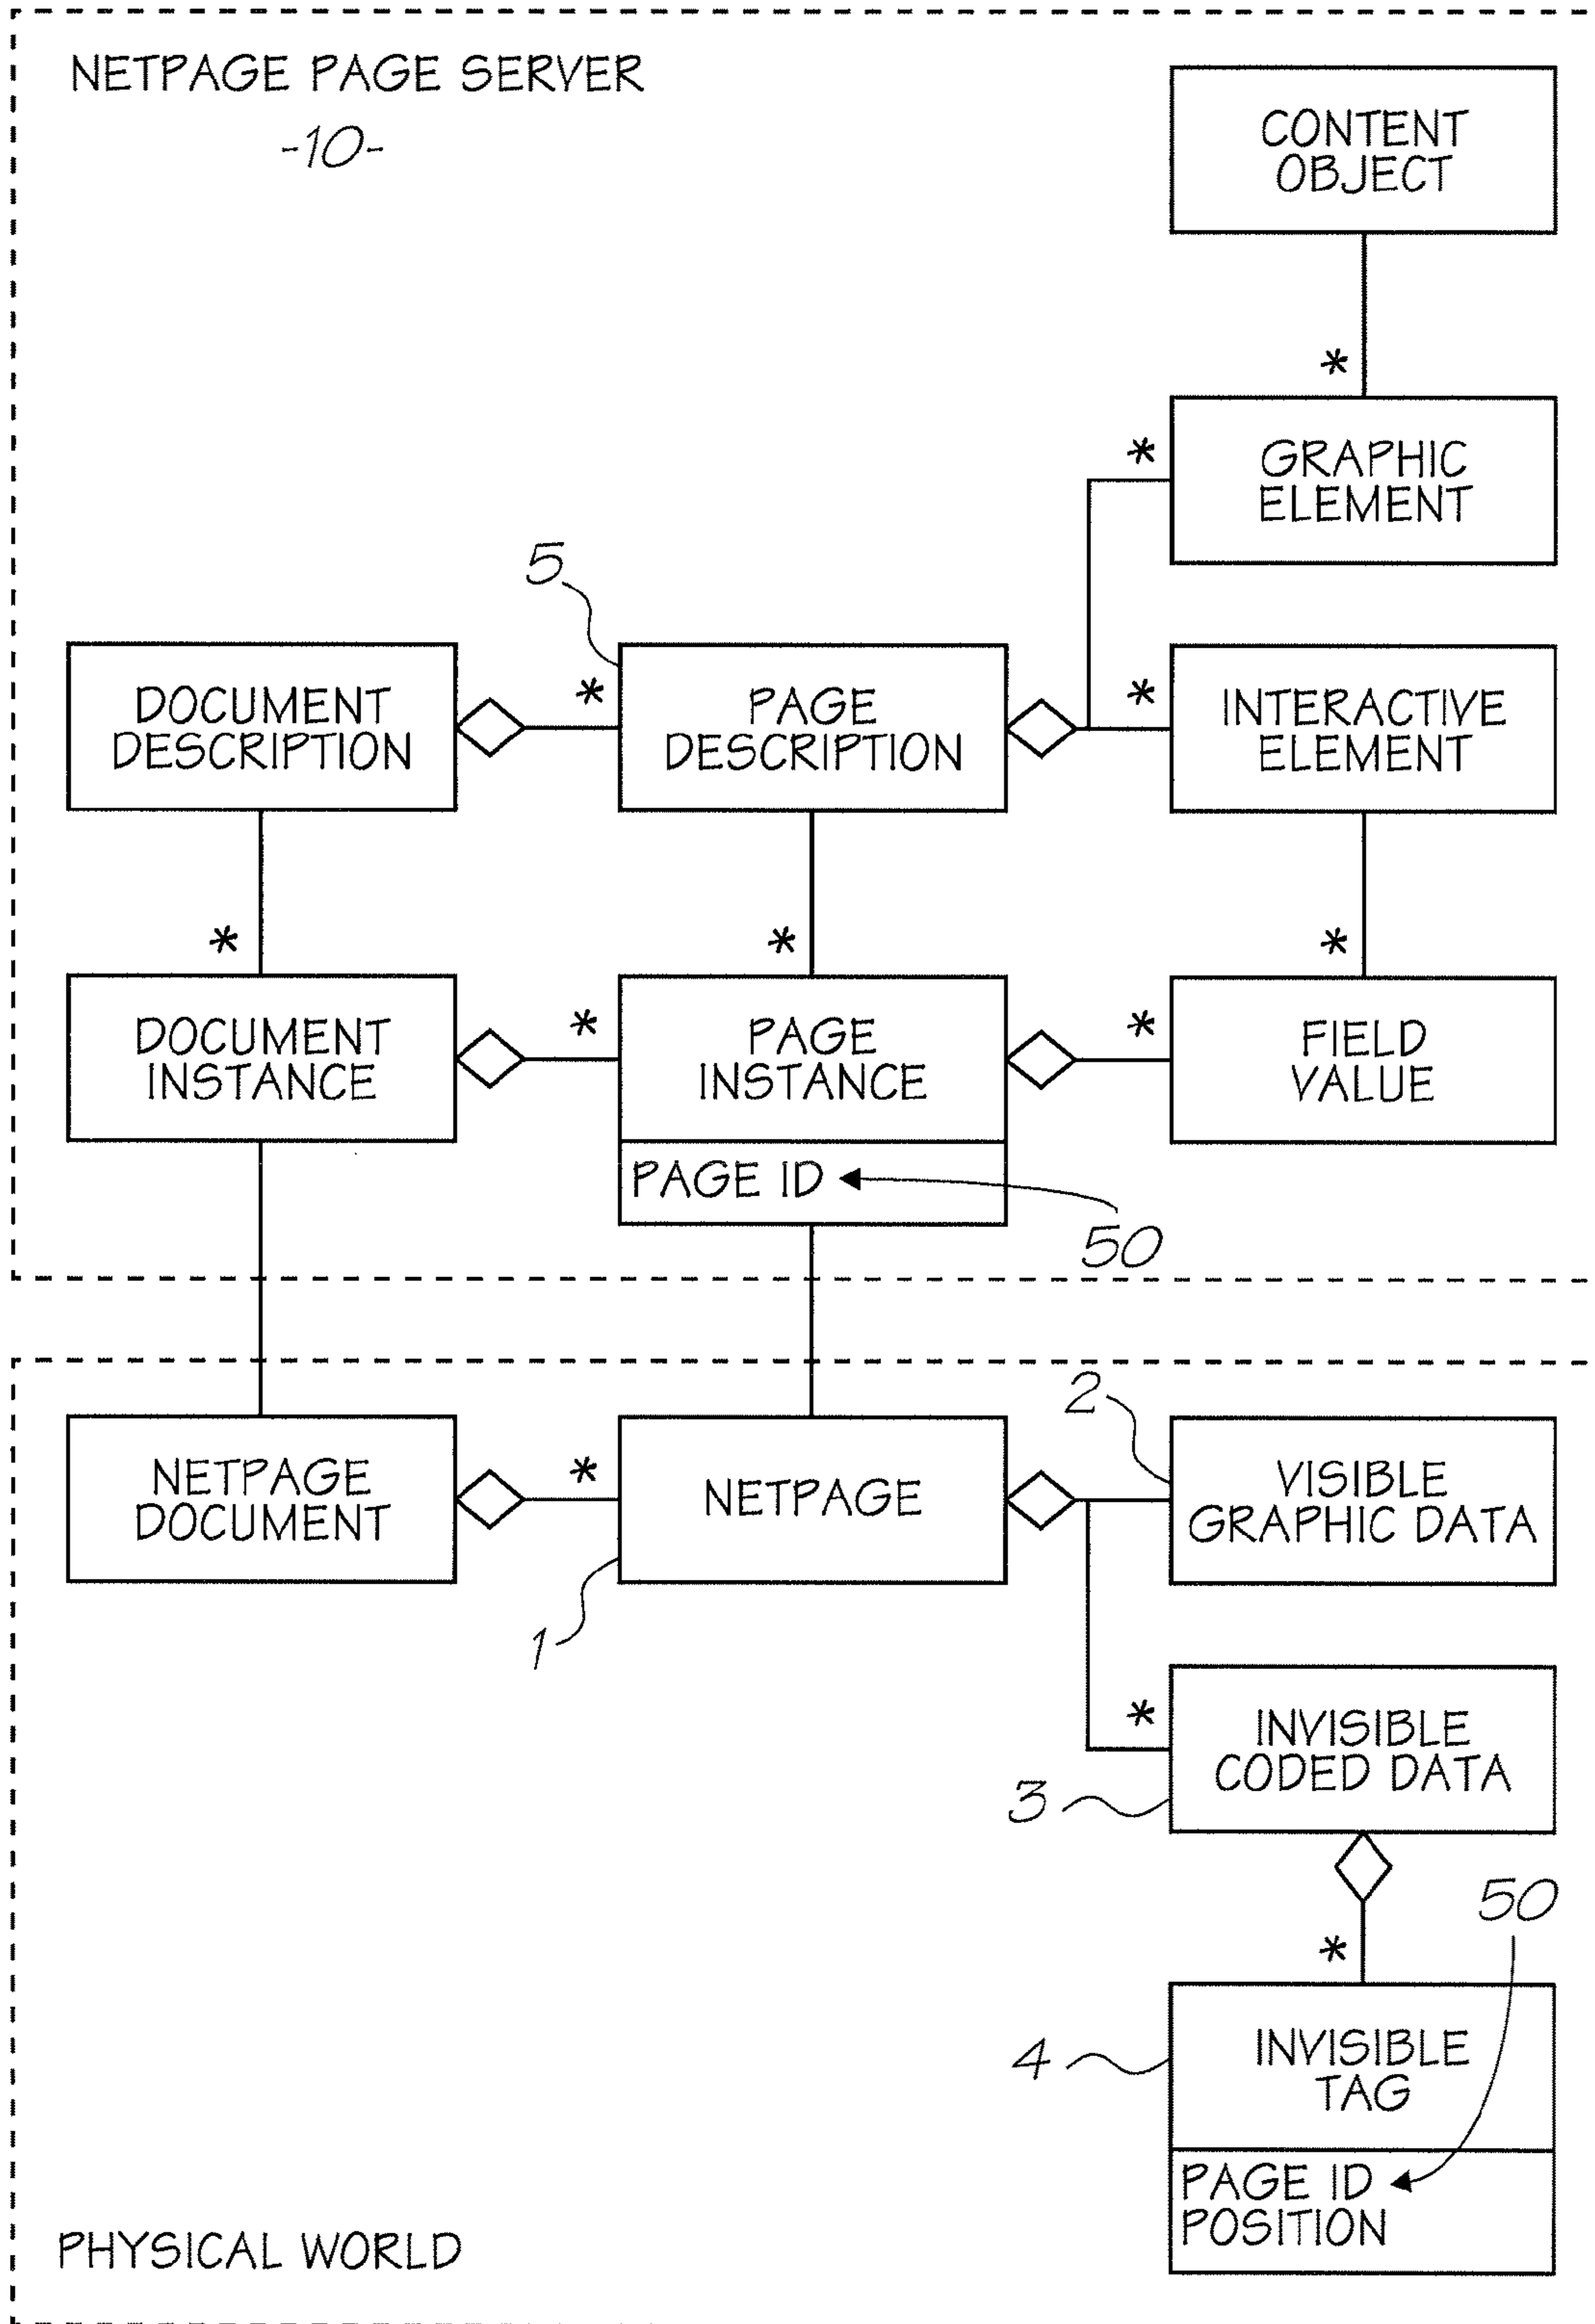 NETPAGE PAGE SERVER
-10-
CONTENT
OBJECT
*
*
GRAPHIC
ELEMENT
5
DOCUMENT
DESCRIPTION
*
PAGE
DESCRIPTION
*
INTERACTIVE
ELEMENT
*
*
*
DOCUMENT
INSTANCE
*
PAGE
INSTANCE
*
FIELD
VALUE
PAGE ID
50
2
NETPAGE
DOCUMENT
*
NETPAGE
VISIBLE
GRAPHIC DATA
1
*
INVISIBLE
CODED DATA
3
50
*
4
INVISIBLE
TAG
PAGE ID
POSITION
PHYSICAL WORLD